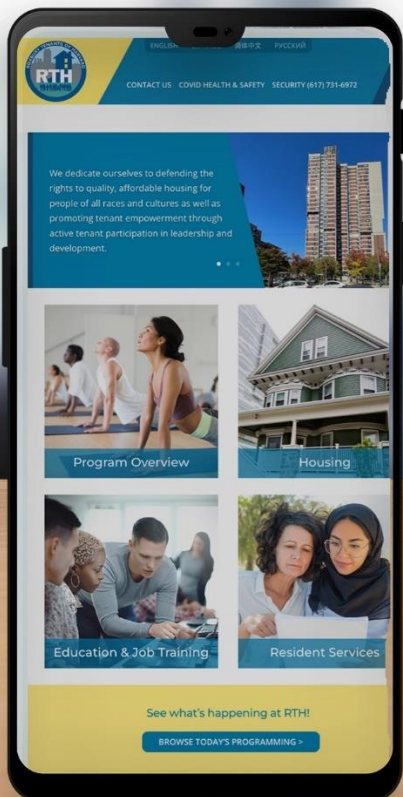 ENGLISH 简体中文 РУССКИЙ
RTH
CONTACT US COVID HEALTH & SAFETY SECURITY (617) 731-6972
We dedicate ourselves to defending the
rights to quality, affordable housing for
people of all races and cultures as well as
promoting tenant empowerment through
active tenant participation in leadership and
development.
Program Overview
Housing
Education & Job Training
Resident Services
See what's happening at RTH!
BROWSE TODAY'S PROGRAMMING >